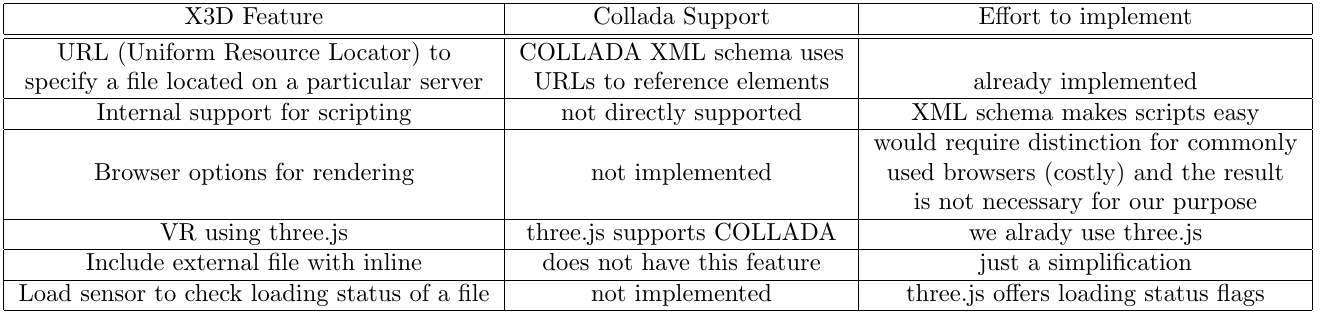 X3D Feature Collada Support Effort to implement
URL (Uniform Resource Locator) to COLLADA XML schema uses
specify a file located on a particular server URLs to reference elements already implemented
Internal support for scripting not directly supported XML schema makes scripts easy
would require distinction for commonly
Browser options for rendering not implemented used browsers (costly) and the result
is not necessary for our purpose
VR using three.js three.js supports COLLADA we alrady use three.js
Include external file with inline does not have this feature just a simplification
Load sensor to check loading status of a file not implemented three.js offers loading status flags